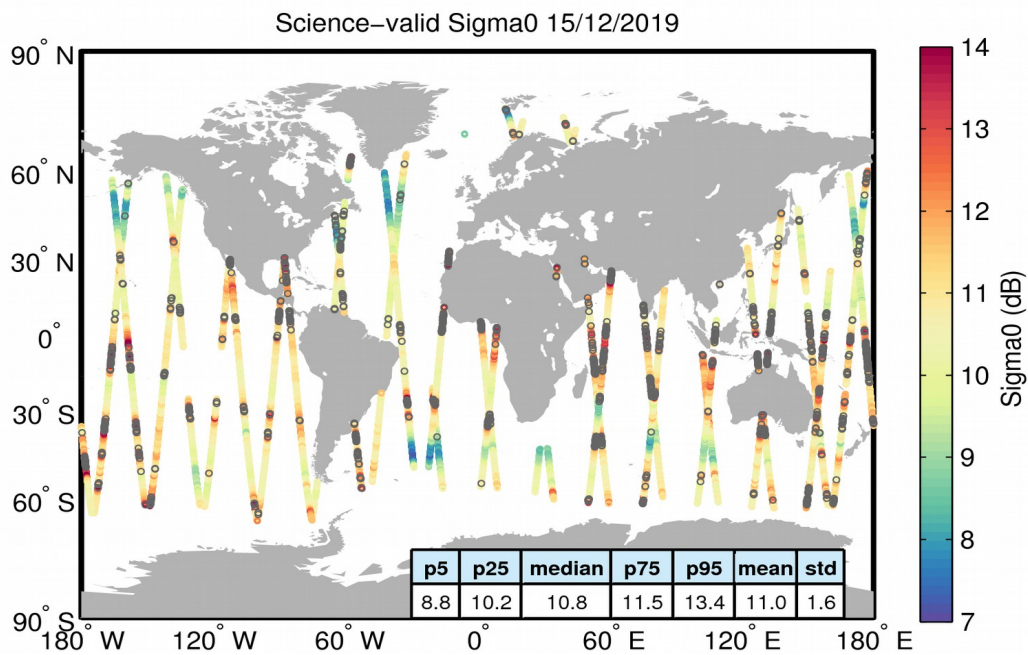 Science−valid Sigma0 15/12/2019
90° N
60° N
30° N
0°
30° S
60° S
90° S
180° W
120° W
60° W
0°
60° E
120° E
180° E
p5 p25 median p75 p95 mean std
8.8 10.2 10.8 11.5 13.4 11.0 1.6
14
13
12
11
10
9
8
7
Sigma0 (dB)